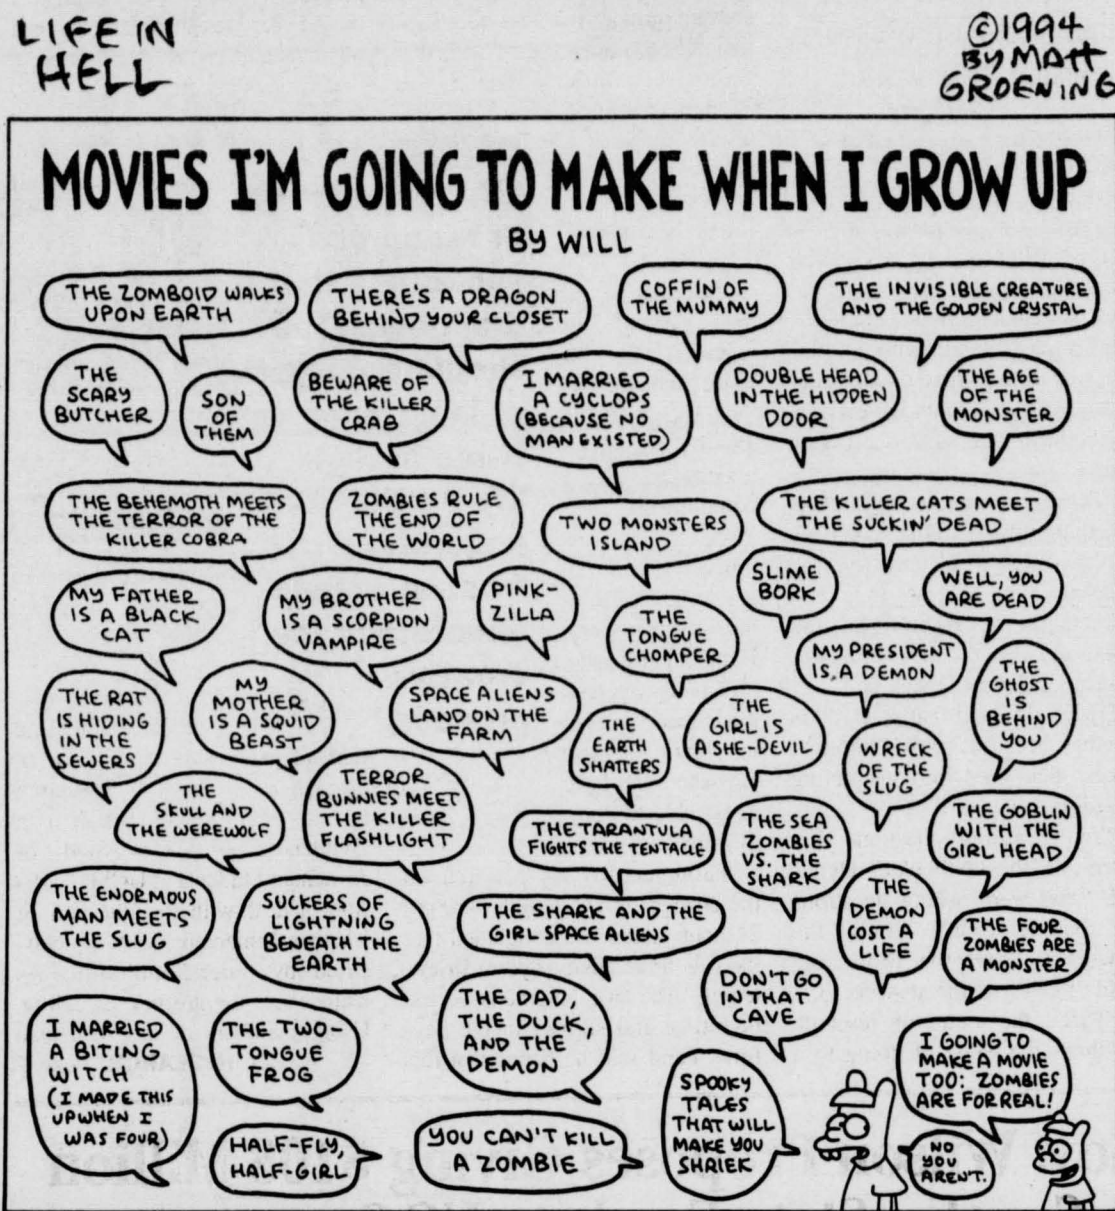 LIFE IN
HELL
©1994
BY MATT
GROENING
MOVIES I'M GOING TO MAKE WHEN I GROW UP
BY WILL
THE ZOMBOID WALKS
UPON EARTH
THERE'S A DRAGON
BEHIND YOUR CLOSET
COFFIN OF
THE MUMMY
THE INVISIBLE CREATURE
AND THE GOLDEN CRYSTAL
THE
SCARY
BUTCHER
SON
OF
THEM
BEWARE OF
THE KILLER
CRAB
I MARRIED
A CYCLOPS
(BECAUSE NO
MAN EXISTED)
DOUBLE HEAD
IN THE HIDDEN
DOOR
THE AGE
OF THE
MONSTER
THE BEHEMOTH MEETS
THE TERROR OF THE
KILLER COBRA
ZOMBIES RULE
THE END OF
THE WORLD
TWO MONSTERS
ISLAND
THE KILLER CATS MEET
THE SUCKIN' DEAD
MY FATHER
IS A BLACK
CAT
MY BROTHER
IS A SCORPION
VAMPIRE
PINK-
ZILLA
THE
TONGUE
CHOMPER
SLIME
BORK
WELL, YOU
ARE DEAD
MY PRESIDENT
IS A DEMON
THE
GHOST
IS
BEHIND
YOU
THE RAT
IS HIDING
IN THE
SEWERS
MY
MOTHER
IS A SQUID
BEAST
SPACE ALIENS
LAND ON THE
FARM
THE
EARTH
SHATTERS
THE
GIRL IS
A SHE-DEVIL
WRECK
OF THE
SLUG
THE
SKULL AND
THE WEREWOLF
TERROR
BUNNIES MEET
THE KILLER
FLASHLIGHT
THE TARANTULA
FIGHTS THE TENTACLE
THE SEA
ZOMBIES
VS. THE
SHARK
THE GOBLIN
WITH THE
GIRL HEAD
THE ENORMOUS
MAN MEETS
THE SLUG
SUCKERS OF
LIGHTNING
BENEATH THE
EARTH
THE SHARK AND THE
GIRL SPACE ALIENS
THE
DEMON
COST A
LIFE
THE FOUR
ZOMBIES ARE
A MONSTER
I MARRIED
A BITING
WITCH
(I MADE THIS
UP WHEN I
WAS FOUR)
THE TWO-
TONGUE
FROG
THE DAD,
THE DUCK,
AND THE
DEMON
DON'T GO
IN THAT
CAVE
HALF-FLY,
HALF-GIRL
YOU CAN'T KILL
A ZOMBIE
SPOOKY
TALES
THAT WILL
MAKE YOU
SHRIEK
I GOING TO
MAKE A MOVIE
TOO: ZOMBIES
ARE FOR REAL!
NO
YOU
AREN'T.